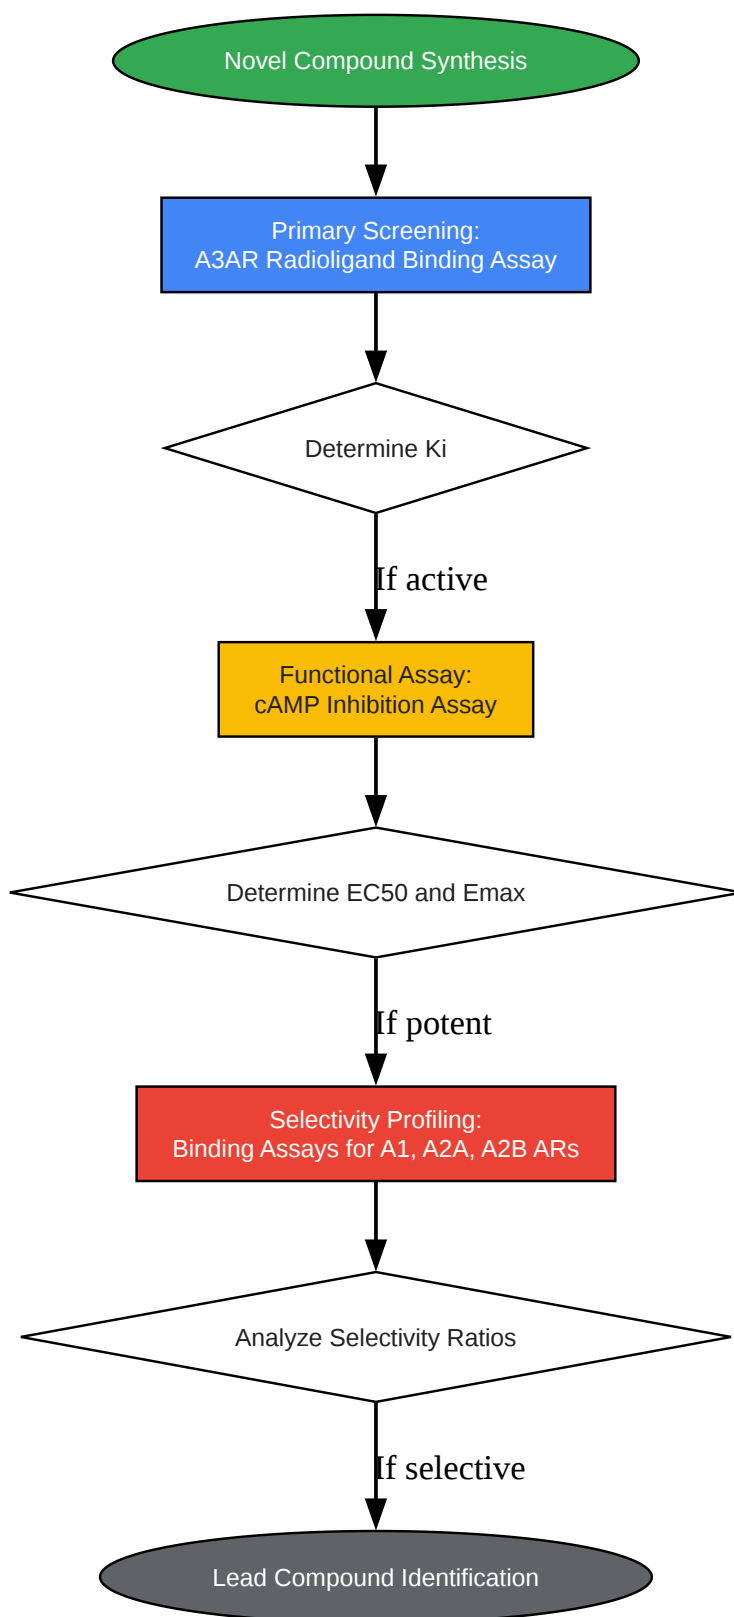 Novel Compound Synthesis
Primary Screening:
A3AR Radioligand Binding Assay
Determine Ki
If active
Functional Assay:
cAMP Inhibition Assay
Determine EC50 and Emax
If potent
Selectivity Profiling:
Binding Assays for A1, A2A, A2B ARs
Analyze Selectivity Ratios
If selective
Lead Compound Identification